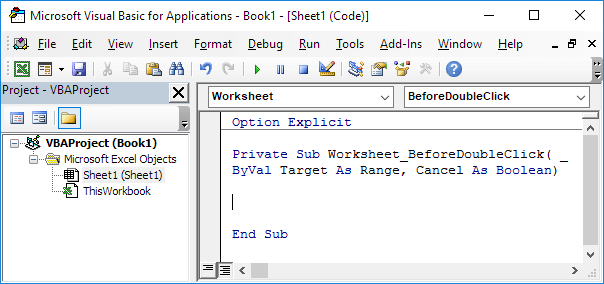 Microsoft Visual Basic for Applications - Book1 - [Sheet1 (Code)]
File Edit View Insert Format Debug Run Tools Add-Ins Window Help
Project - VBAProject
VBAProject (Book1)
Microsoft Excel Objects
Sheet1 (Sheet1)
ThisWorkbook
Worksheet
BeforeDoubleClick
Option Explicit
Private Sub Worksheet_BeforeDoubleClick( _
ByVal Target As Range, Cancel As Boolean)
End Sub